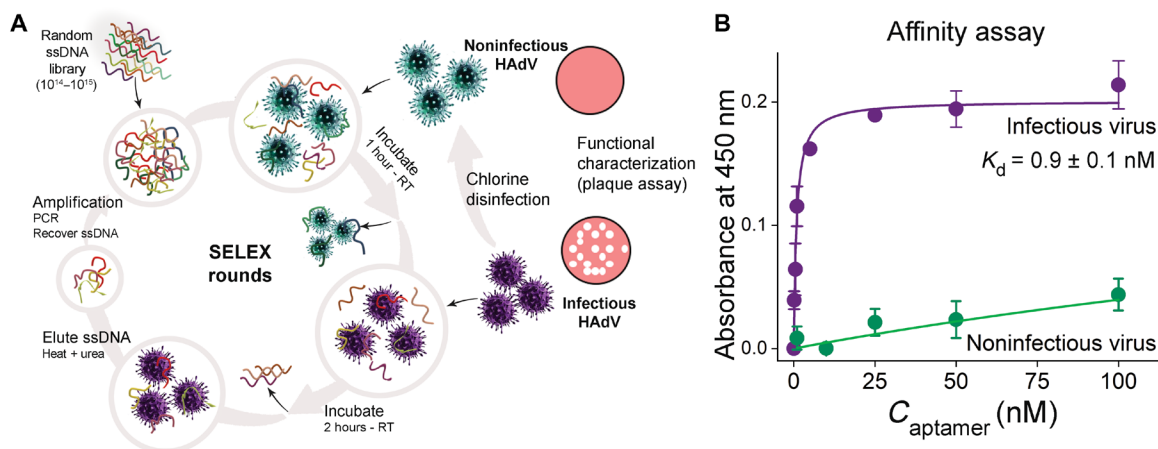 A
Random
ssDNA
library
(10¹⁴–10¹⁵)
Noninfectious
HAdV
Incubate
1 hour - RT
Functional
characterization
(plaque assay)
Chlorine
disinfection
Amplification
PCR
Recover ssDNA
SELEX
rounds
Infectious
HAdV
Elute ssDNA
Heat + urea
Incubate
2 hours - RT
B
Affinity assay
Absorbance at 450 nm
0.2
0.1
0.0
Infectious virus
K_d = 0.9 ± 0.1 nM
Noninfectious virus
0
25
50
100
C_aptamer (nM)